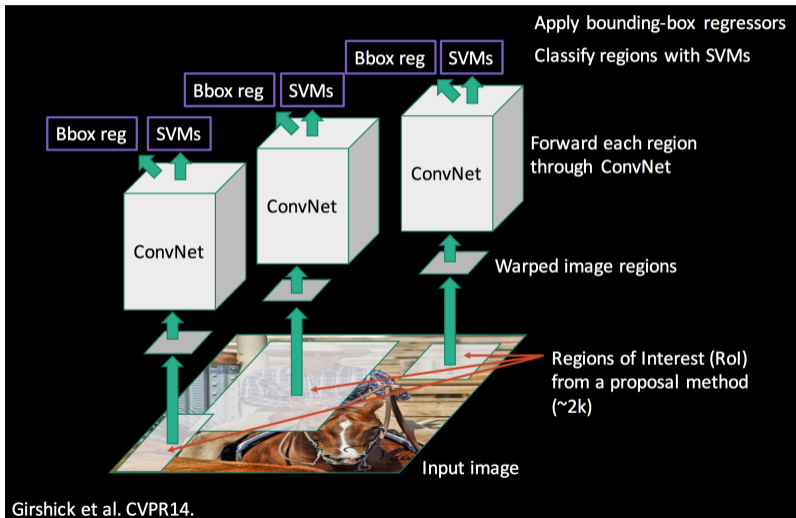 Apply bounding-box regressors
Bbox reg SVMs
Classify regions with SVMs
Bbox reg SVMs
Bbox reg SVMs
Forward each region
through ConvNet
ConvNet
ConvNet
ConvNet
Warped image regions
Regions of Interest (RoI)
from a proposal method
(~2k)
Input image
Girshick et al. CVPR14.